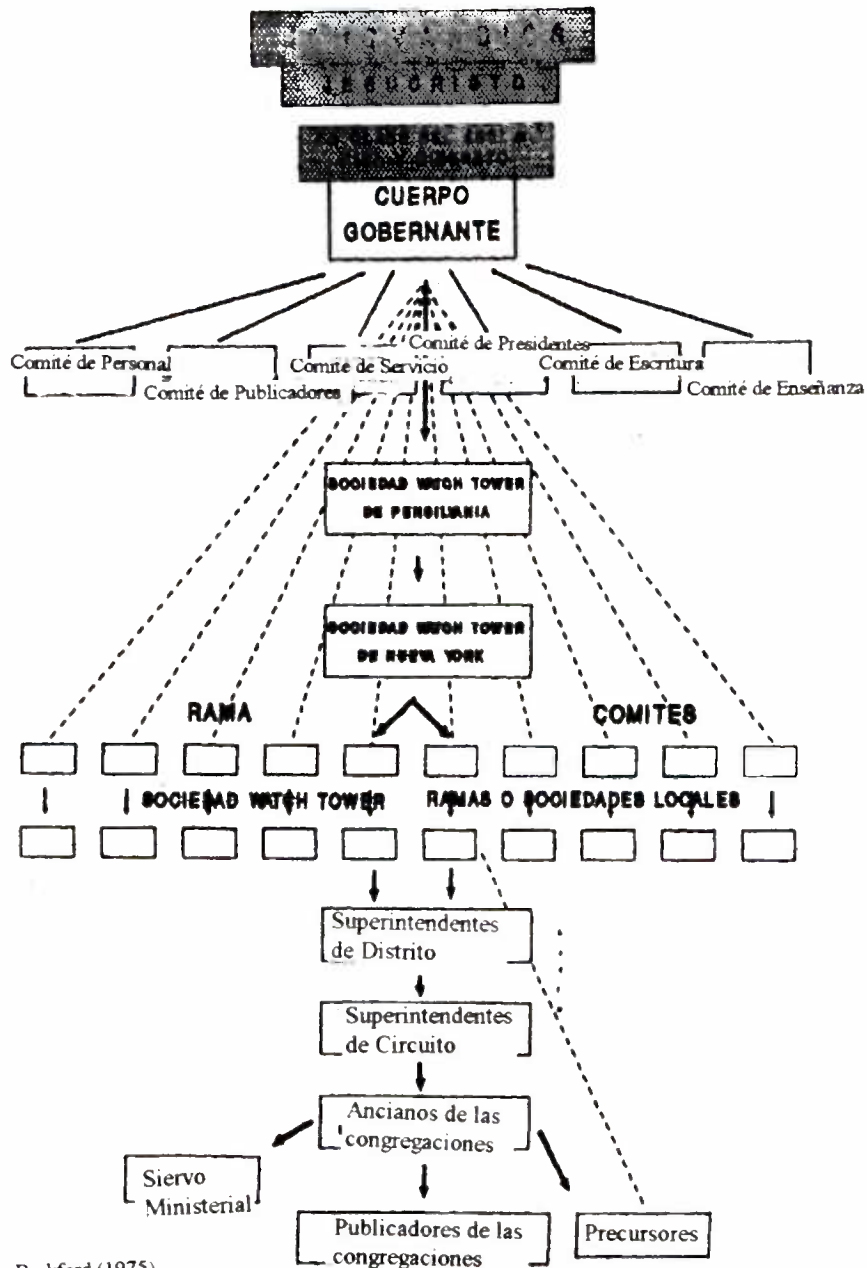 JESUCRISTO
CUERPO
GOBERNANTE
Comité de Personal
Comité de Publicadores
Comité de Servicio
Comité de Presidentes
Comité de Escritura
Comité de Enseñanza
SOCIEDAD WATCH TOWER
DE PENSILVANIA
SOCIEDAD WATCH TOWER
DE NUEVA YORK
RAMA COMITES
SOCIEDAD WATCH TOWER RAMAS O SOCIEDADES LOCALES
Superintendentes
de Distrito
Superintendentes
de Circuito
Ancianos de las
congregaciones
Siervo
Ministerial
Publicadores de las
congregaciones
Precursores
(1975)